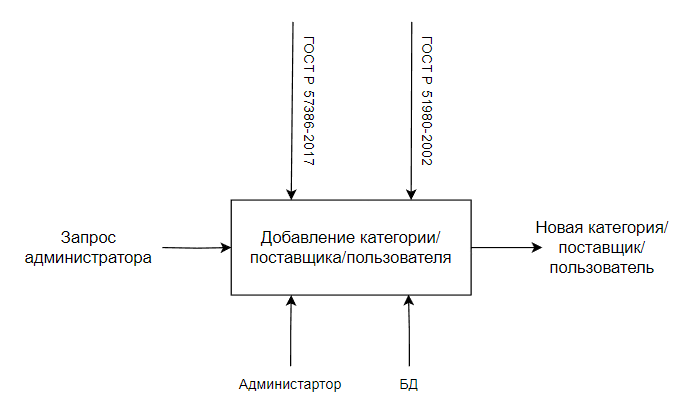 ГОСТ Р 57386-2017
ГОСТ Р 51980-2002
Запрос
администратора
Добавление категории/
поставщика/пользователя
Новая категория/
поставщик/
пользователь
Администартор
БД